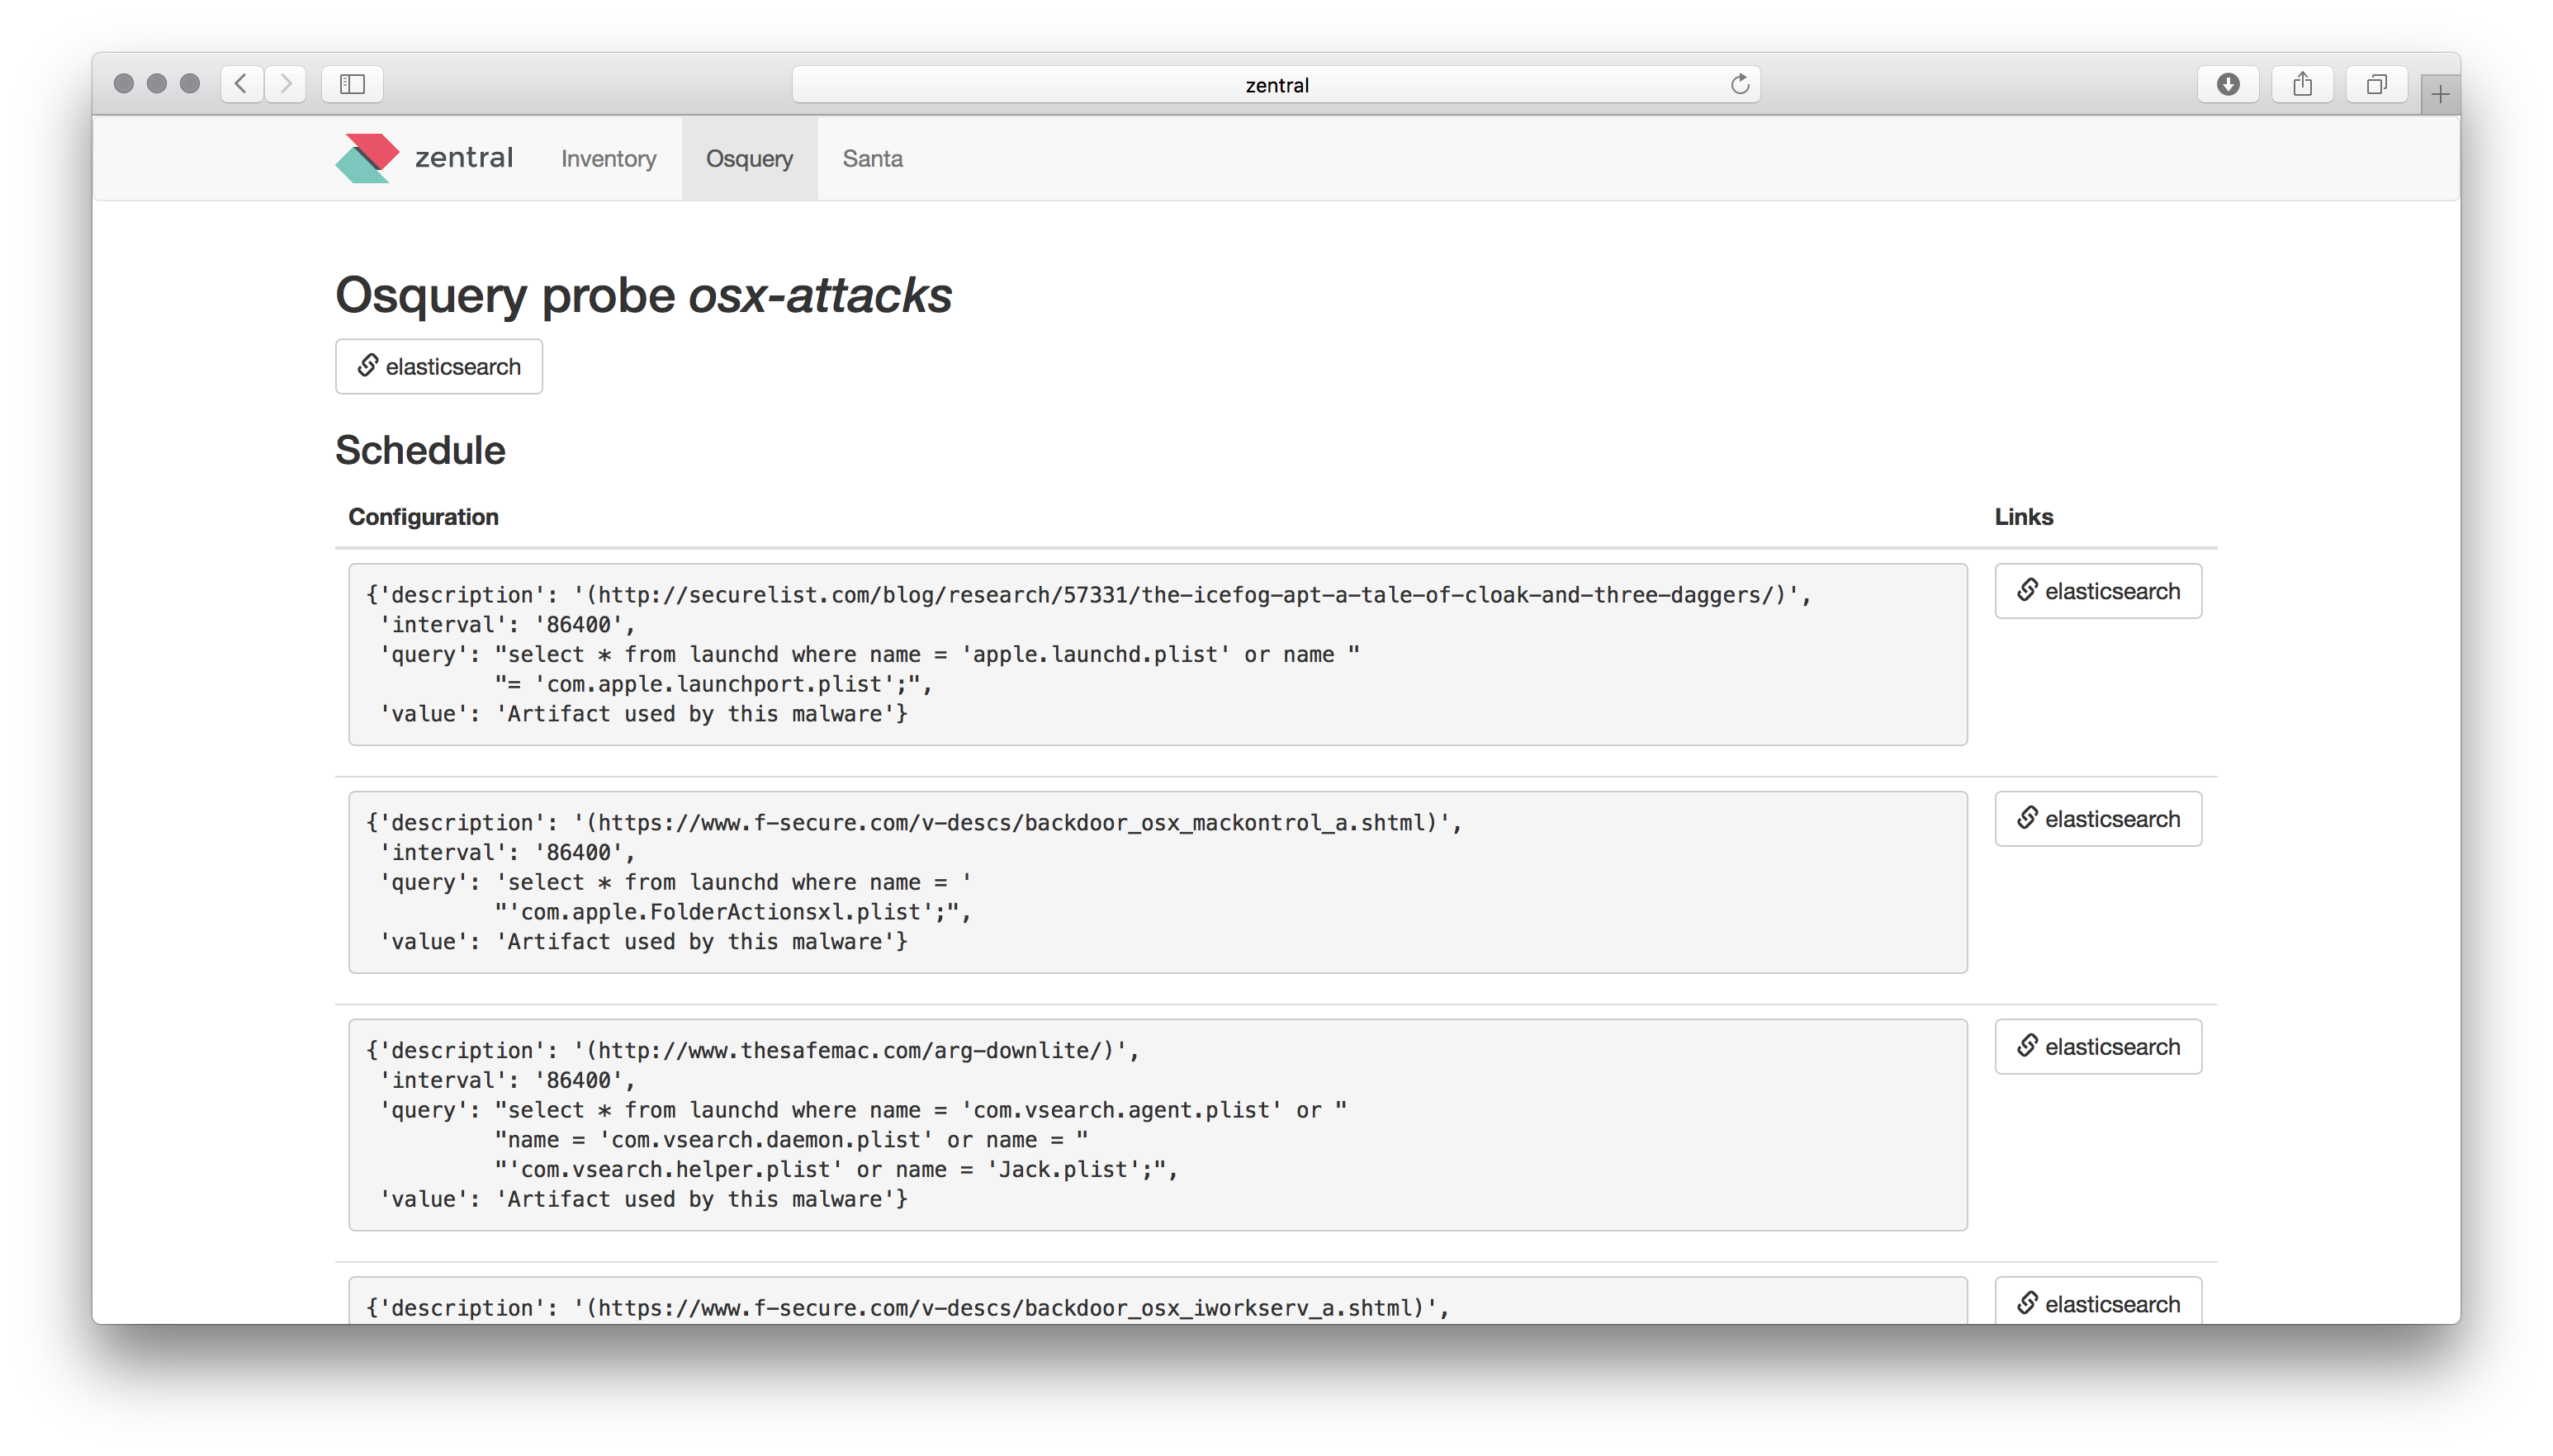 zentral
zentral Inventory Osquery Santa
Osquery probe osx-attacks
elasticsearch
Schedule
Configuration Links
{'description': '(http://securelist.com/blog/research/57331/the-icefog-apt-a-tale-of-cloak-and-three-daggers/)', elasticsearch
 'interval': '86400',
 'query': "select * from launchd where name = 'apple.launchd.plist' or name "
          "= 'com.apple.launchport.plist';",
 'value': 'Artifact used by this malware'}
{'description': '(https://www.f-secure.com/v-descs/backdoor_osx_mackontrol_a.shtml)', elasticsearch
 'interval': '86400',
 'query': 'select * from launchd where name = '
          "'com.apple.FolderActionsxl.plist';",
 'value': 'Artifact used by this malware'}
{'description': '(http://www.thesafemac.com/arg-downlite/)', elasticsearch
 'interval': '86400',
 'query': "select * from launchd where name = 'com.vsearch.agent.plist' or "
          "name = 'com.vsearch.daemon.plist' or name = "
          "'com.vsearch.helper.plist' or name = 'Jack.plist';",
 'value': 'Artifact used by this malware'}
{'description': '(https://www.f-secure.com/v-descs/backdoor_osx_iworkserv_a.shtml)', elasticsearch